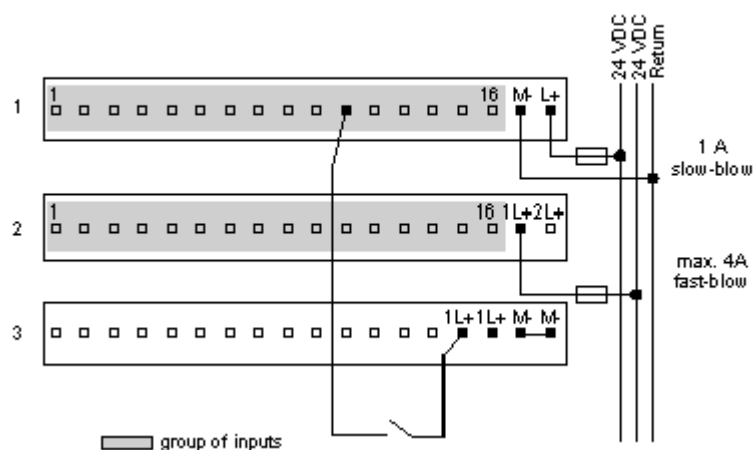 24 VDC
24 VDC
Return
1
1
16
M-
L+
1 A
slow-blow
2
1
16
1L+
2L+
max. 4A
fast-blow
3
1L+
1L+
M-
M-
group of inputs